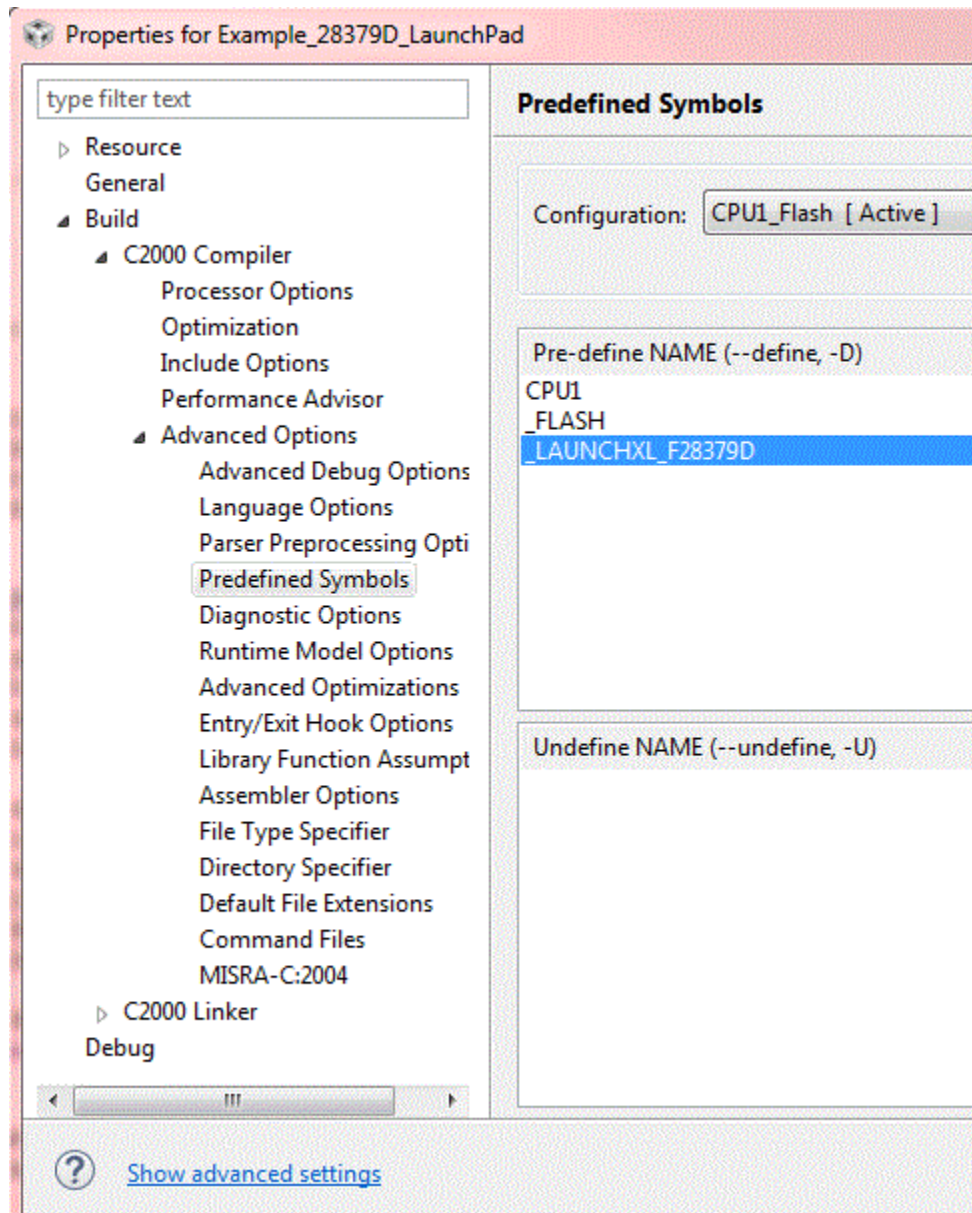 Properties for Example_28379D_LaunchPad
type filter text
Resource
General
Build
C2000 Compiler
Processor Options
Optimization
Include Options
Performance Advisor
Advanced Options
Advanced Debug Options
Language Options
Parser Preprocessing Opti
Predefined Symbols
Diagnostic Options
Runtime Model Options
Advanced Optimizations
Entry/Exit Hook Options
Library Function Assumpt
Assembler Options
File Type Specifier
Directory Specifier
Default File Extensions
Command Files
MISRA-C:2004
C2000 Linker
Debug
Show advanced settings
Predefined Symbols
Configuration: CPU1_Flash [ Active ]
Pre-define NAME (--define, -D)
CPU1
_FLASH
_LAUNCHXL_F28379D
Undefine NAME (--undefine, -U)